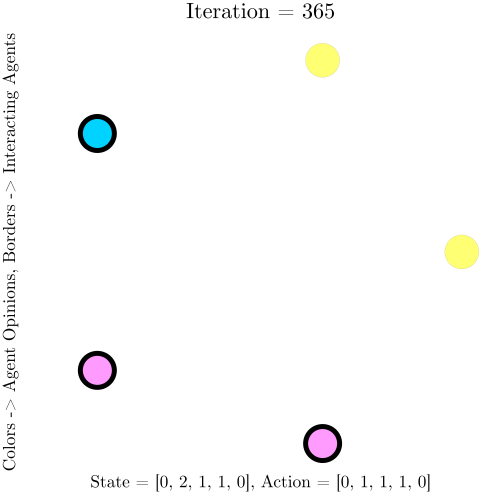 Iteration = 365
Colors -> Agent Opinions, Borders -> Interacting Agents
State = [0, 2, 1, 1, 0], Action = [0, 1, 1, 1, 0]